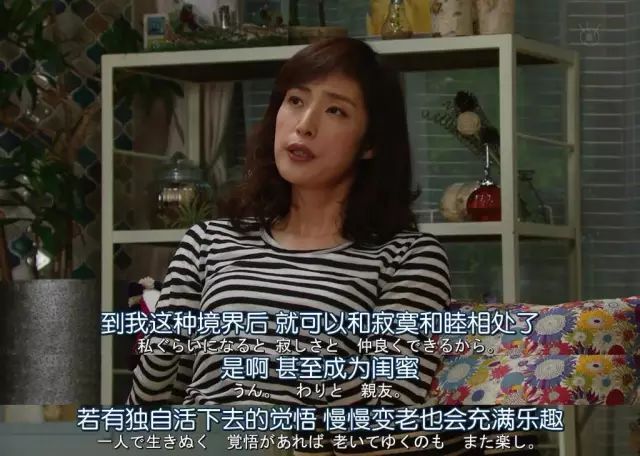 到我这种境界后 就可以和寂寞和睦相处了
私ぐらいになると 寂しさと 仲良くできるから。
是啊 甚至成为闺蜜
うん。 わりと 親友。
若有独自活下去的觉悟 慢慢变老也会充满乐趣
一人で生きぬく 覚悟があれば 老いてゆくのも また楽し。